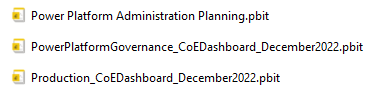 Power Platform Administration Planning.pbit
PowerPlatformGovernance_CoEDashboard_December2022.pbit
Production_CoEDashboard_December2022.pbit